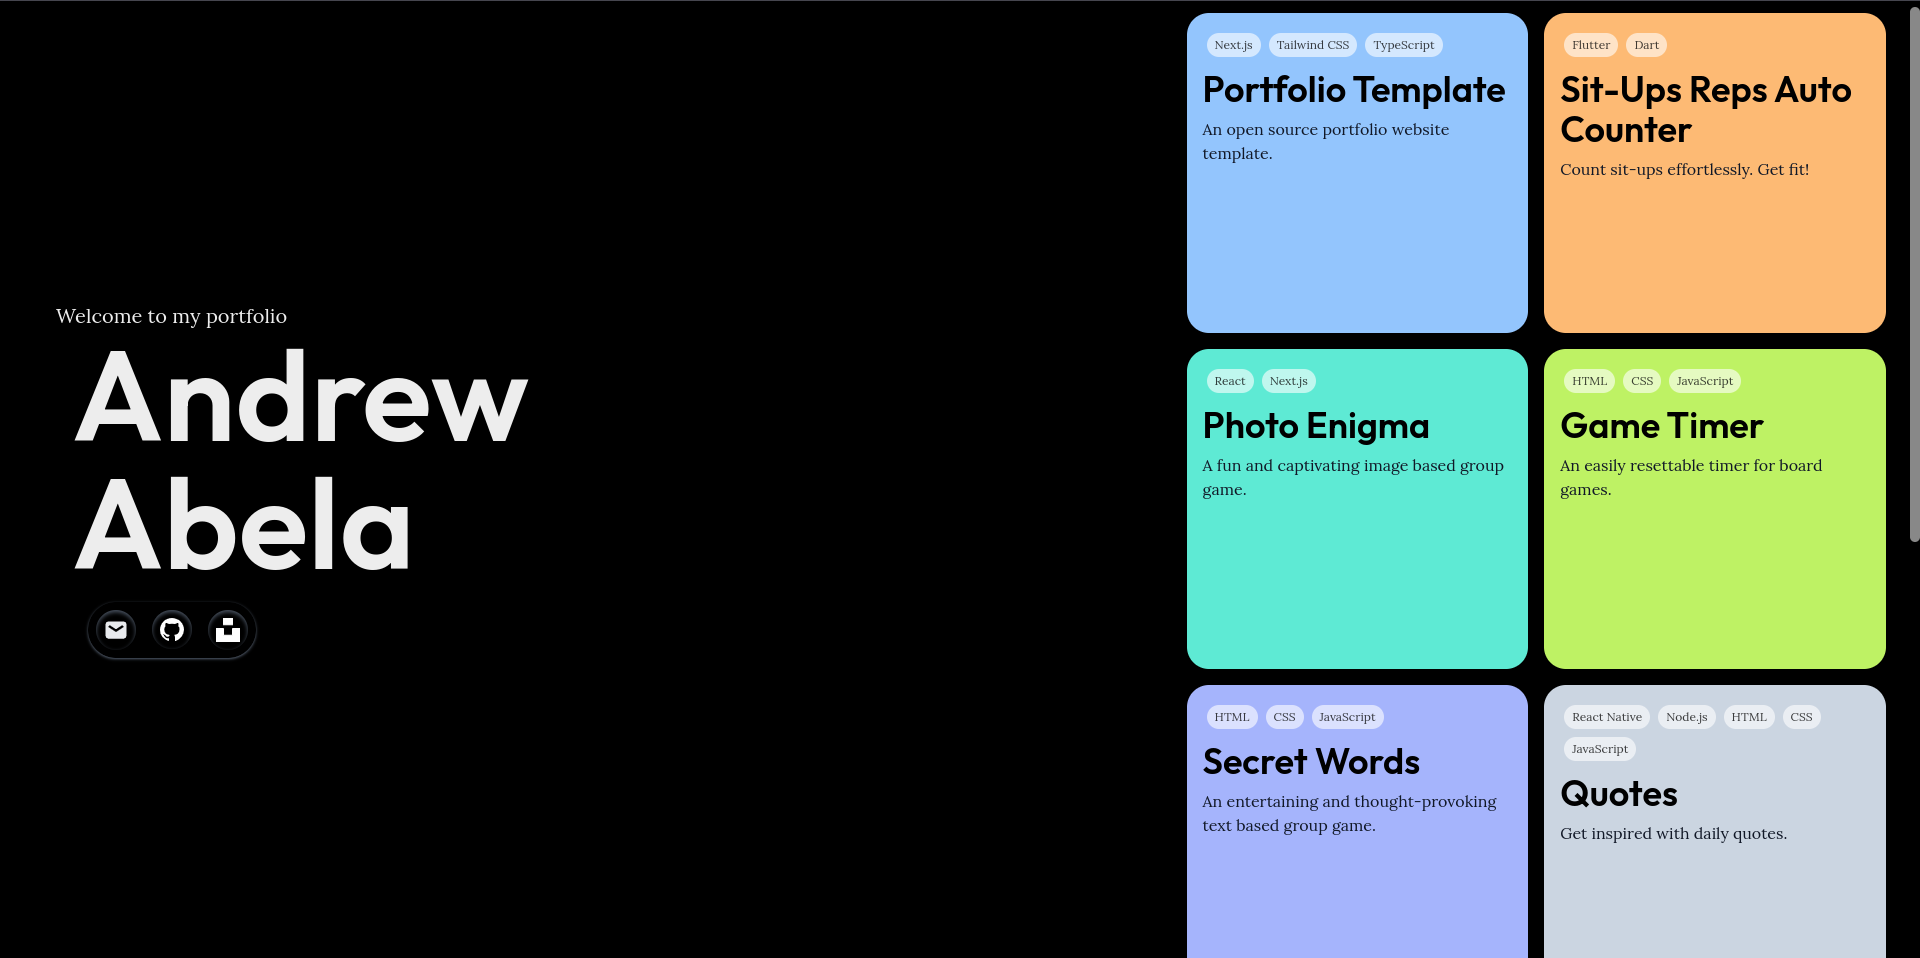 Welcome to my portfolio
Andrew
Abela
Next.js Tailwind CSS TypeScript
Portfolio Template
An open source portfolio website
template.
Flutter Dart
Sit-Ups Reps Auto
Counter
Count sit-ups effortlessly. Get fit!
React Next.js
Photo Enigma
A fun and captivating image based group
game.
HTML CSS JavaScript
Game Timer
An easily resettable timer for board
games.
HTML CSS JavaScript
Secret Words
An entertaining and thought-provoking
text based group game.
React Native Node.js HTML CSS
JavaScript
Quotes
Get inspired with daily quotes.